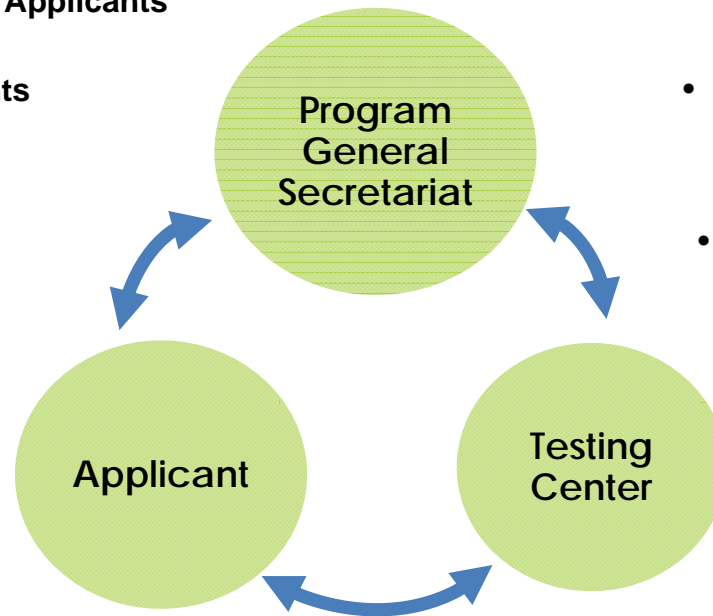 Applicants
ts
•
Program
General
Secretariat
•
Applicant
Testing
Center